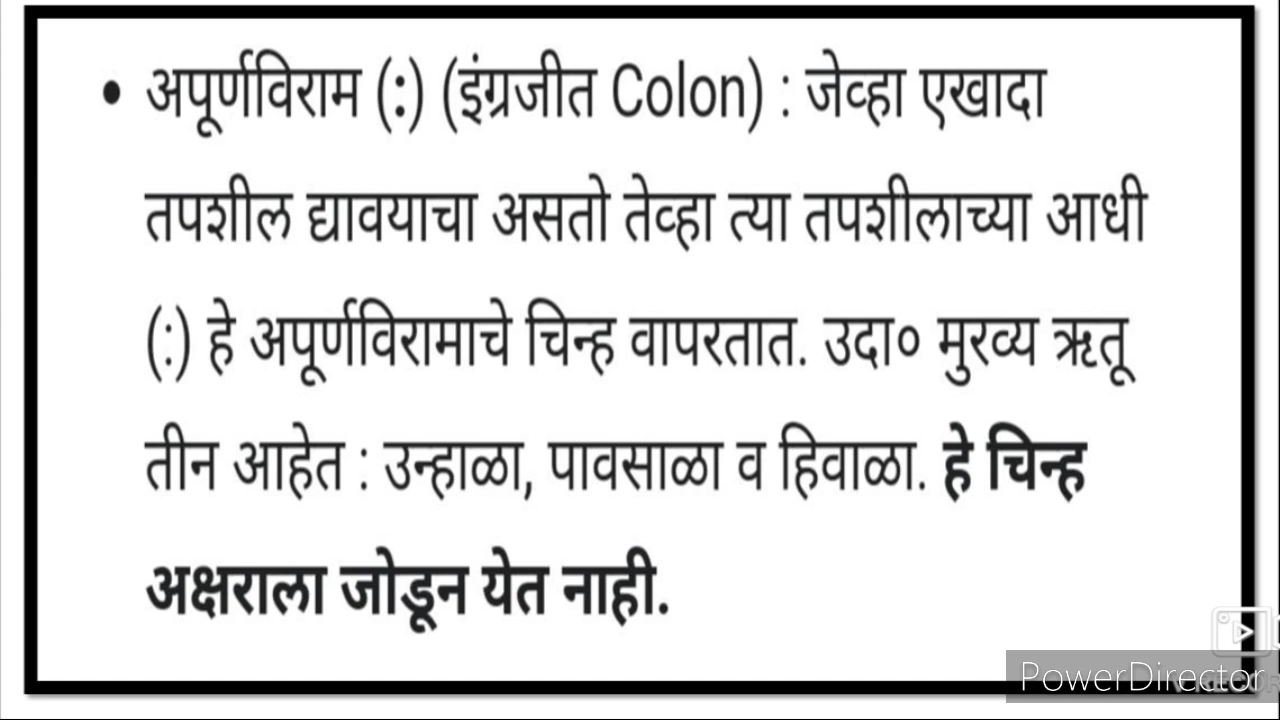 • अपूर्णविराम (:) (इंग्रजीत Colon) : जेव्हा एखादा
तपशील द्यावयाचा असतो तेव्हा त्या तपशीलाच्या आधी
(:) हे अपूर्णविरामाचे चिन्ह वापरतात. उदा० मुरव्य ऋतू
तीन आहेत : उन्हाळा, पावसाळा व हिवाळा. हे चिन्ह
अक्षराला जोडून येत नाही.
PowerDirector